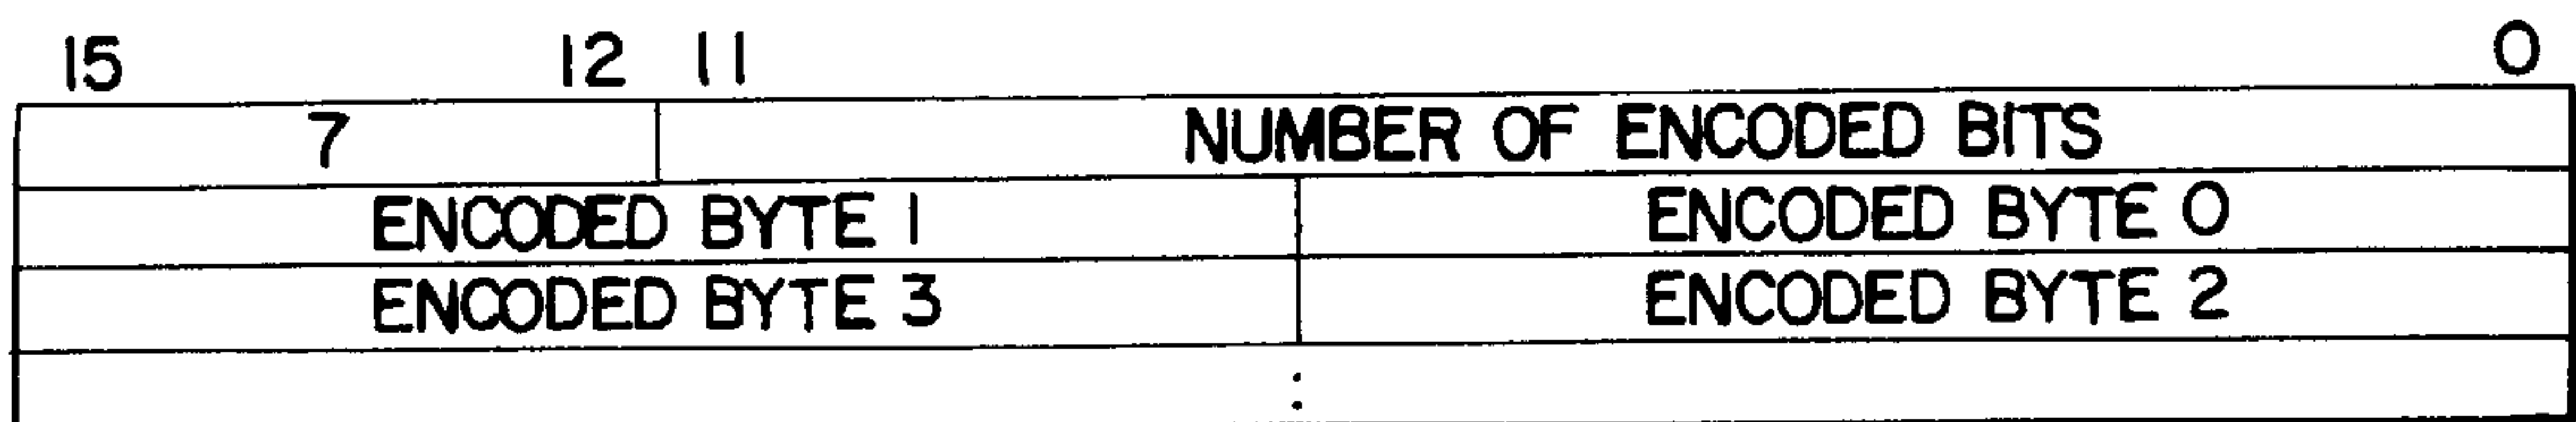 15 12 11 0
7 NUMBER OF ENCODED BITS
ENCODED BYTE 1 ENCODED BYTE 0
ENCODED BYTE 3 ENCODED BYTE 2
: